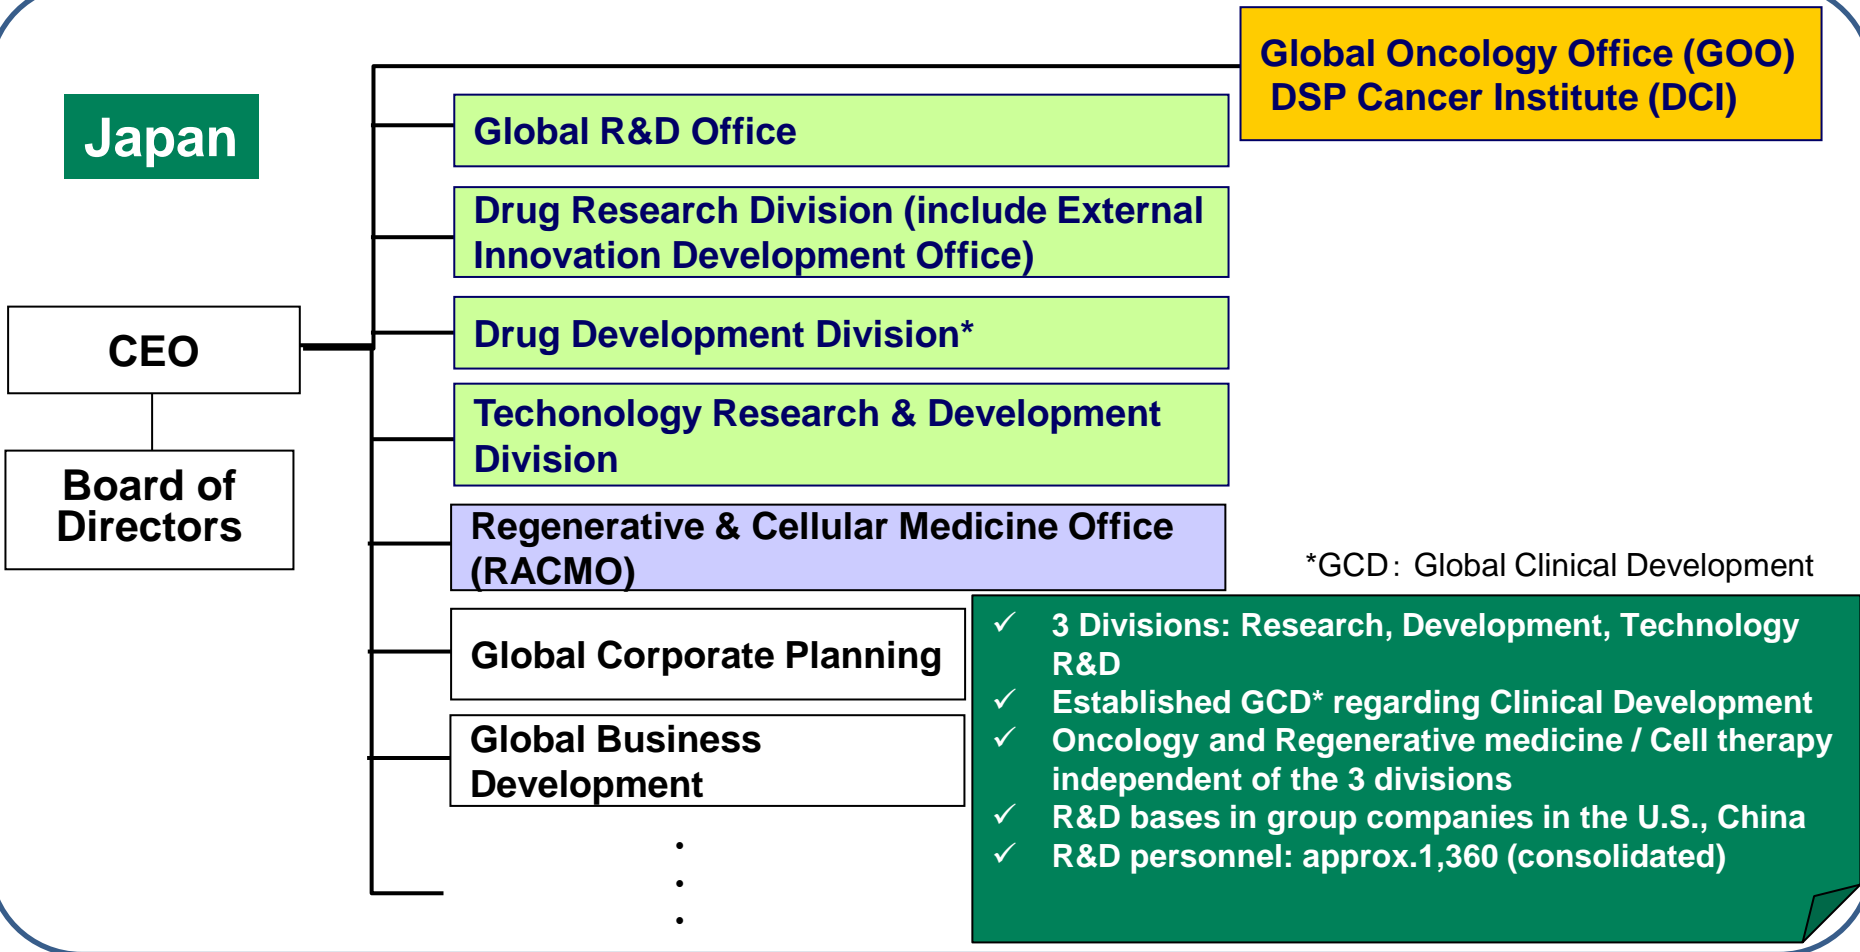 Global Oncology Office (GOO)
DSP Cancer Institute (DCI)
Japan
Global R&D Office
Drug Research Division (include External
Innovation Development Office)
Drug Development Division*
CEO
Techonology Research & Development
Division
Board of
Directors
Regenerative & Cellular Medicine Office
(RACMO)
*GCD: Global Clinical Development
Global Corporate Planning
Global Business
Development
✓ 3 Divisions: Research, Development, Technology
R&D
✓ Established GCD* regarding Clinical Development
✓ Oncology and Regenerative medicine / Cell therapy
independent of the 3 divisions
✓ R&D bases in group companies in the U.S., China
✓ R&D personnel: approx.1,360 (consolidated)